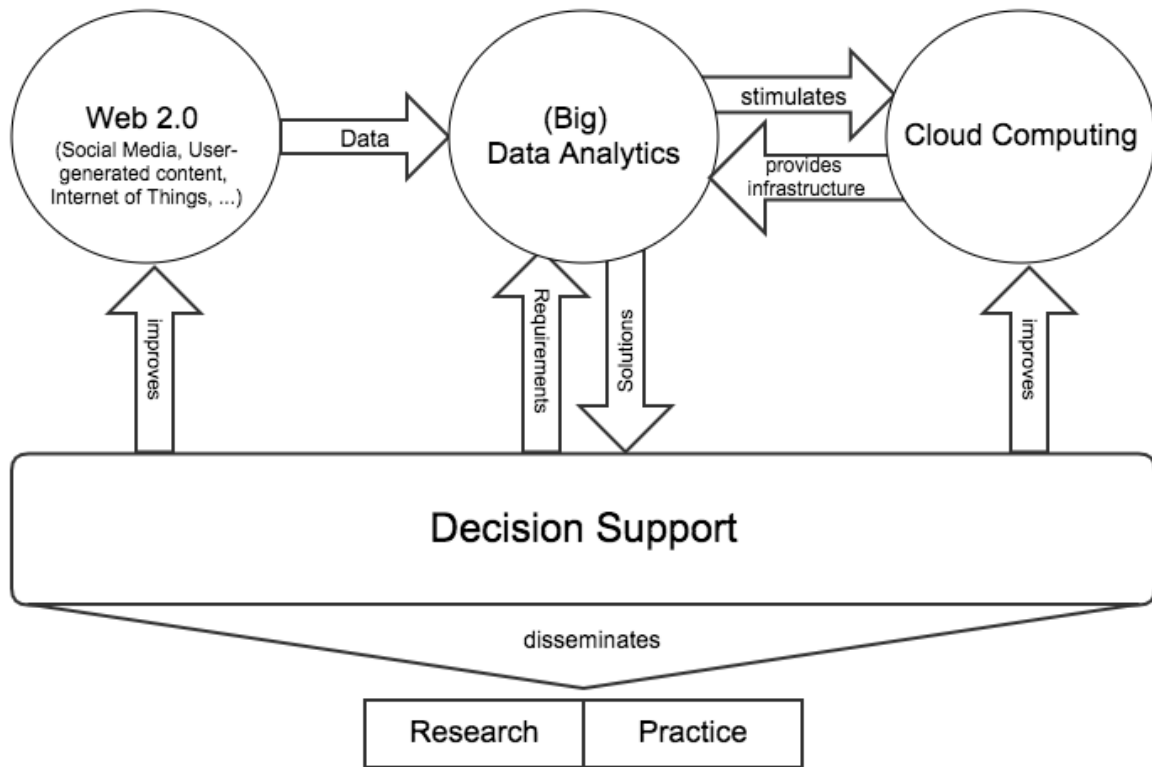 Web 2.0
(Social Media, User-
generated content,
Internet of Things, ...)
Data
(Big)
Data Analytics
stimulates
provides
infrastructure
Cloud Computing
improves
Requirements
Solutions
improves
Decision Support
disseminates
Research
Practice